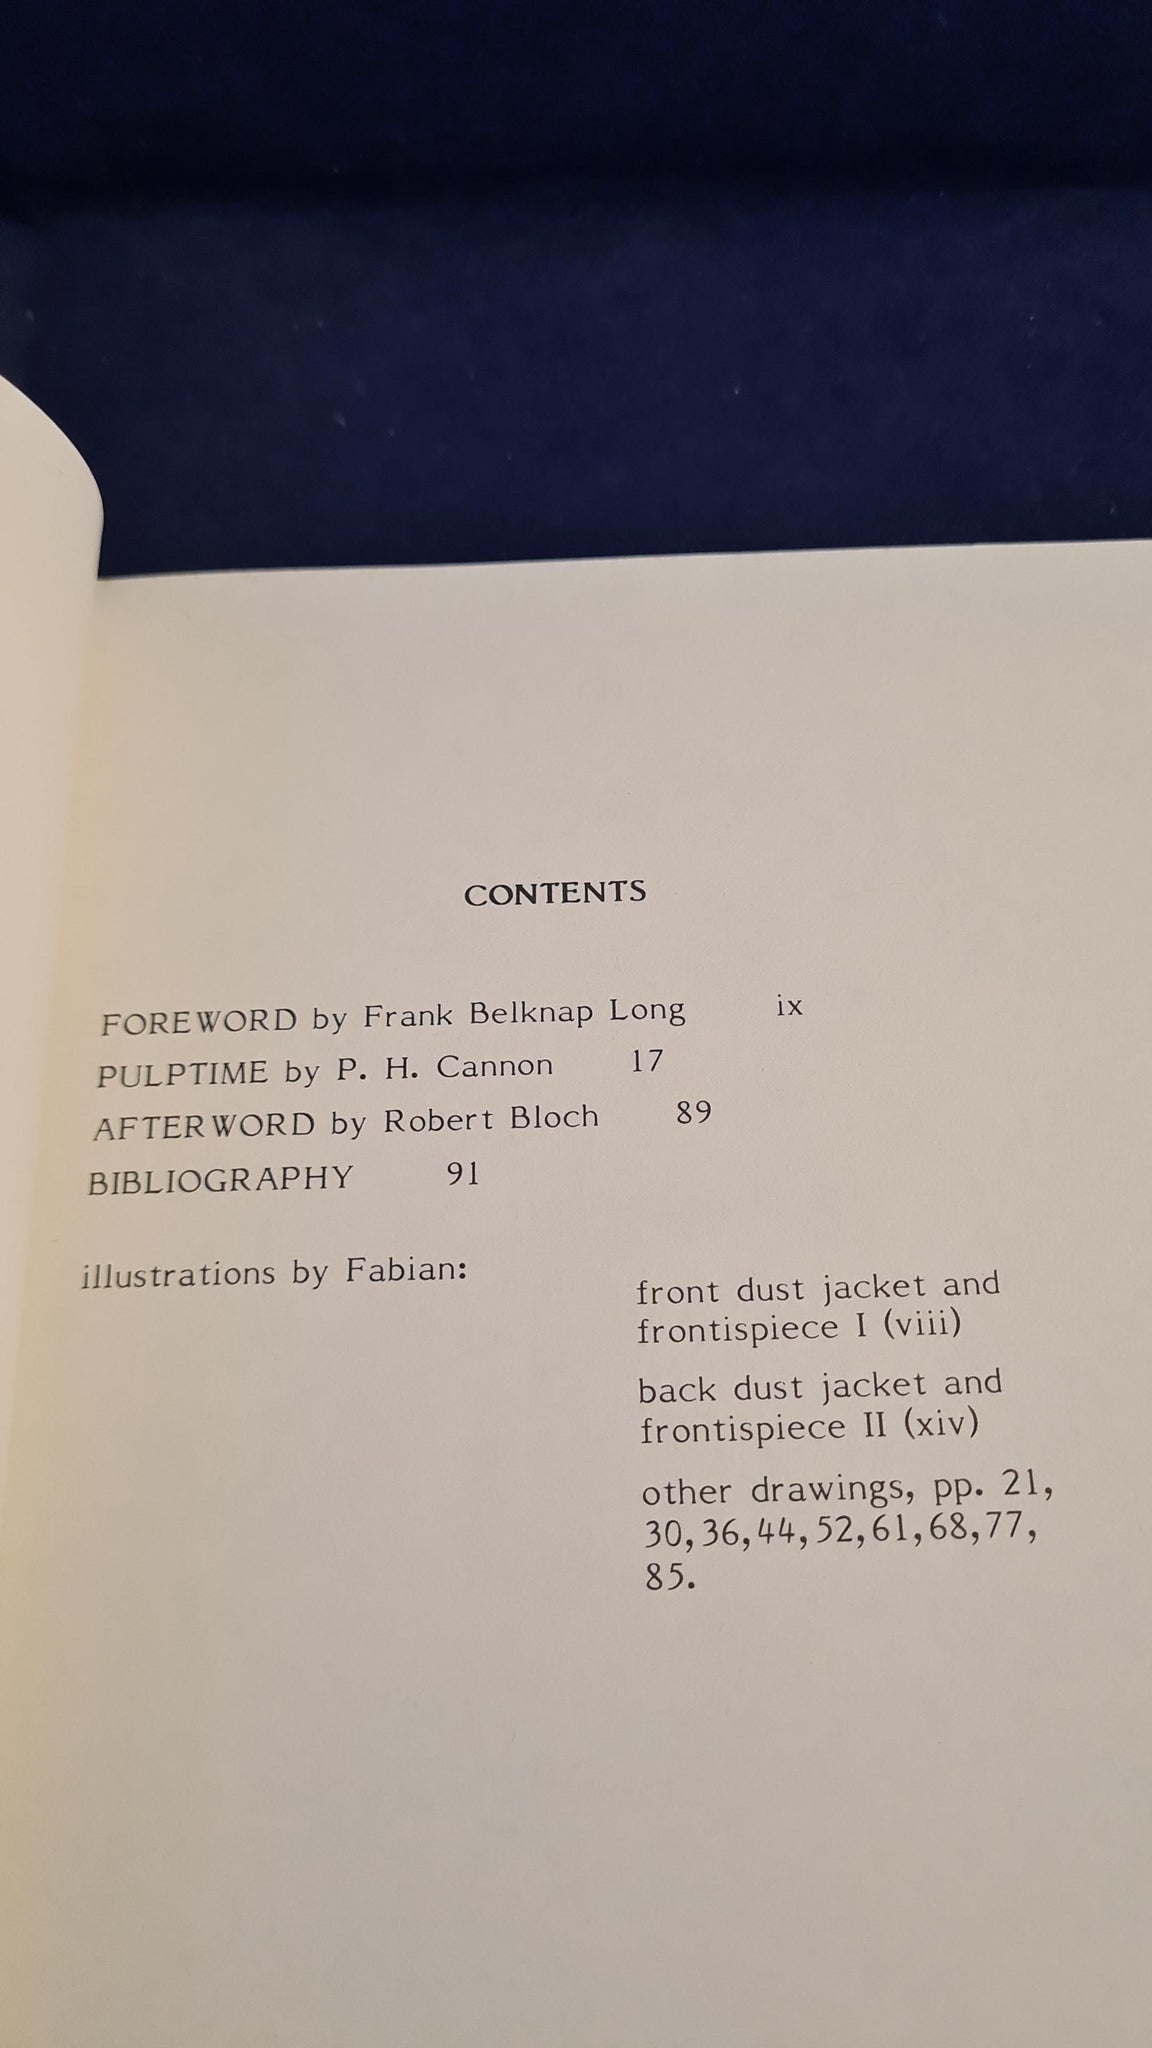 CONTENTS
FOREWORD by Frank Belknap Long ix
PULPTIME by P. H. Cannon 17
AFTERWORD by Robert Bloch 89
BIBLIOGRAPHY 91
illustrations by Fabian:
front dust jacket and
frontispiece I (viii)
back dust jacket and
frontispiece II (xiv)
other drawings, pp. 21,
30,36,44,52,61,68,77,
85.